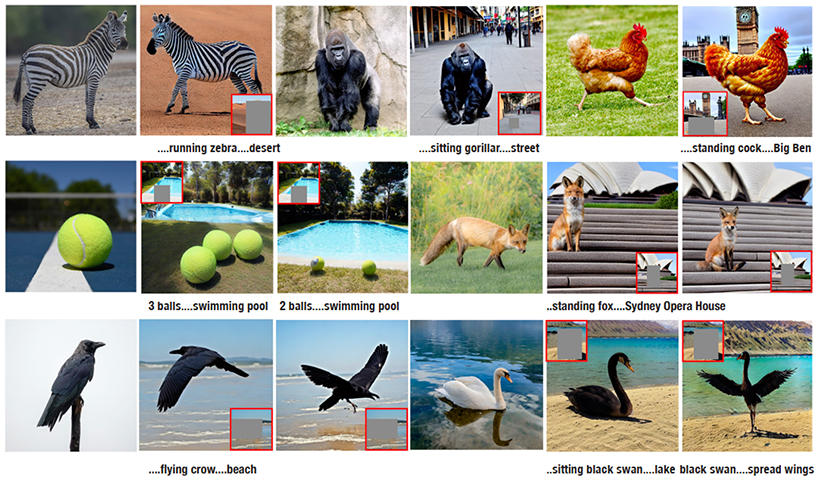 ....running zebra....desert
....sitting gorillar....street
....standing cock....Big Ben
3 balls....swimming pool
2 balls....swimming pool
..standing fox....Sydney Opera House
....flying crow....beach
..sitting black swan....lake
black swan....spread wings